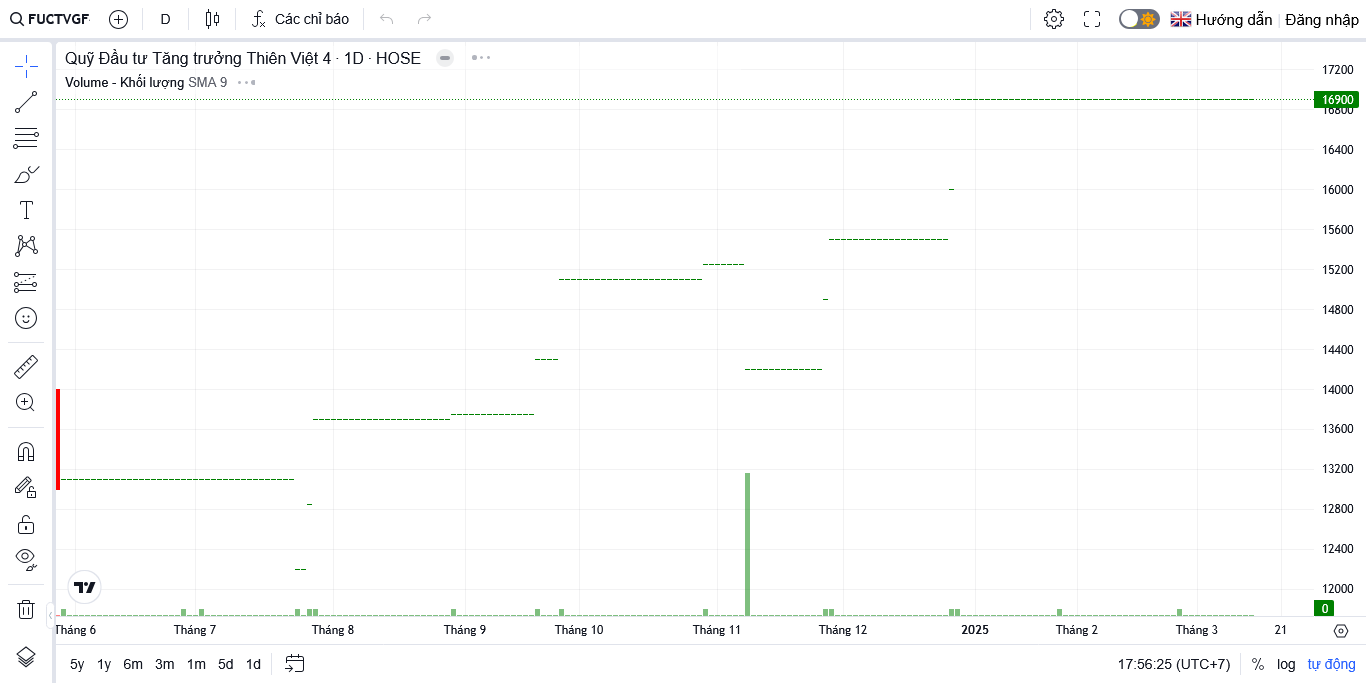 FUCTVGF
D
Các chỉ báo
Hướng dẫn
Đăng nhập
Quỹ Đầu tư Tăng trưởng Thiên Việt 4 · 1D · HOSE
Volume - Khối lượng SMA 9
17200
16900
16800
16400
16000
15600
15200
14800
14400
14000
13600
13200
12800
12400
12000
0
Tháng 6 Tháng 7 Tháng 8 Tháng 9 Tháng 10 Tháng 11 Tháng 12 2025 Tháng 2 Tháng 3 21
5y 1y 6m 3m 1m 5d 1d
17:56:25 (UTC+7) % log tự động